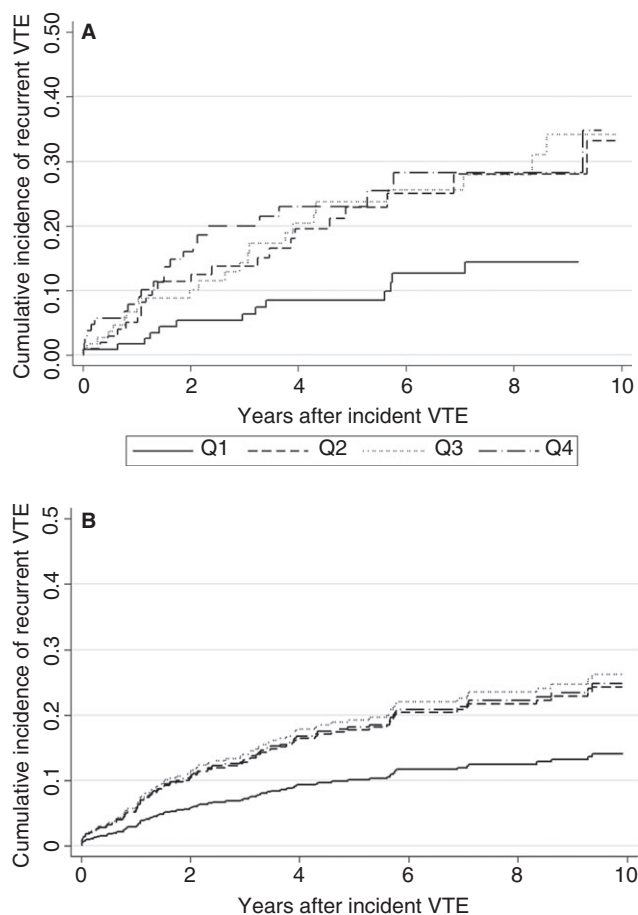 A
Cumulative incidence of recurrent VTE
0.50
0.40
0.30
0.20
0.10
0.00
0 2 4 6 8 10
Years after incident VTE
Q1 Q2 Q3 Q4
B
Cumulative incidence of recurrent VTE
0.5
0.4
0.3
0.2
0.1
0
0 2 4 6 8 10
Years after incident VTE